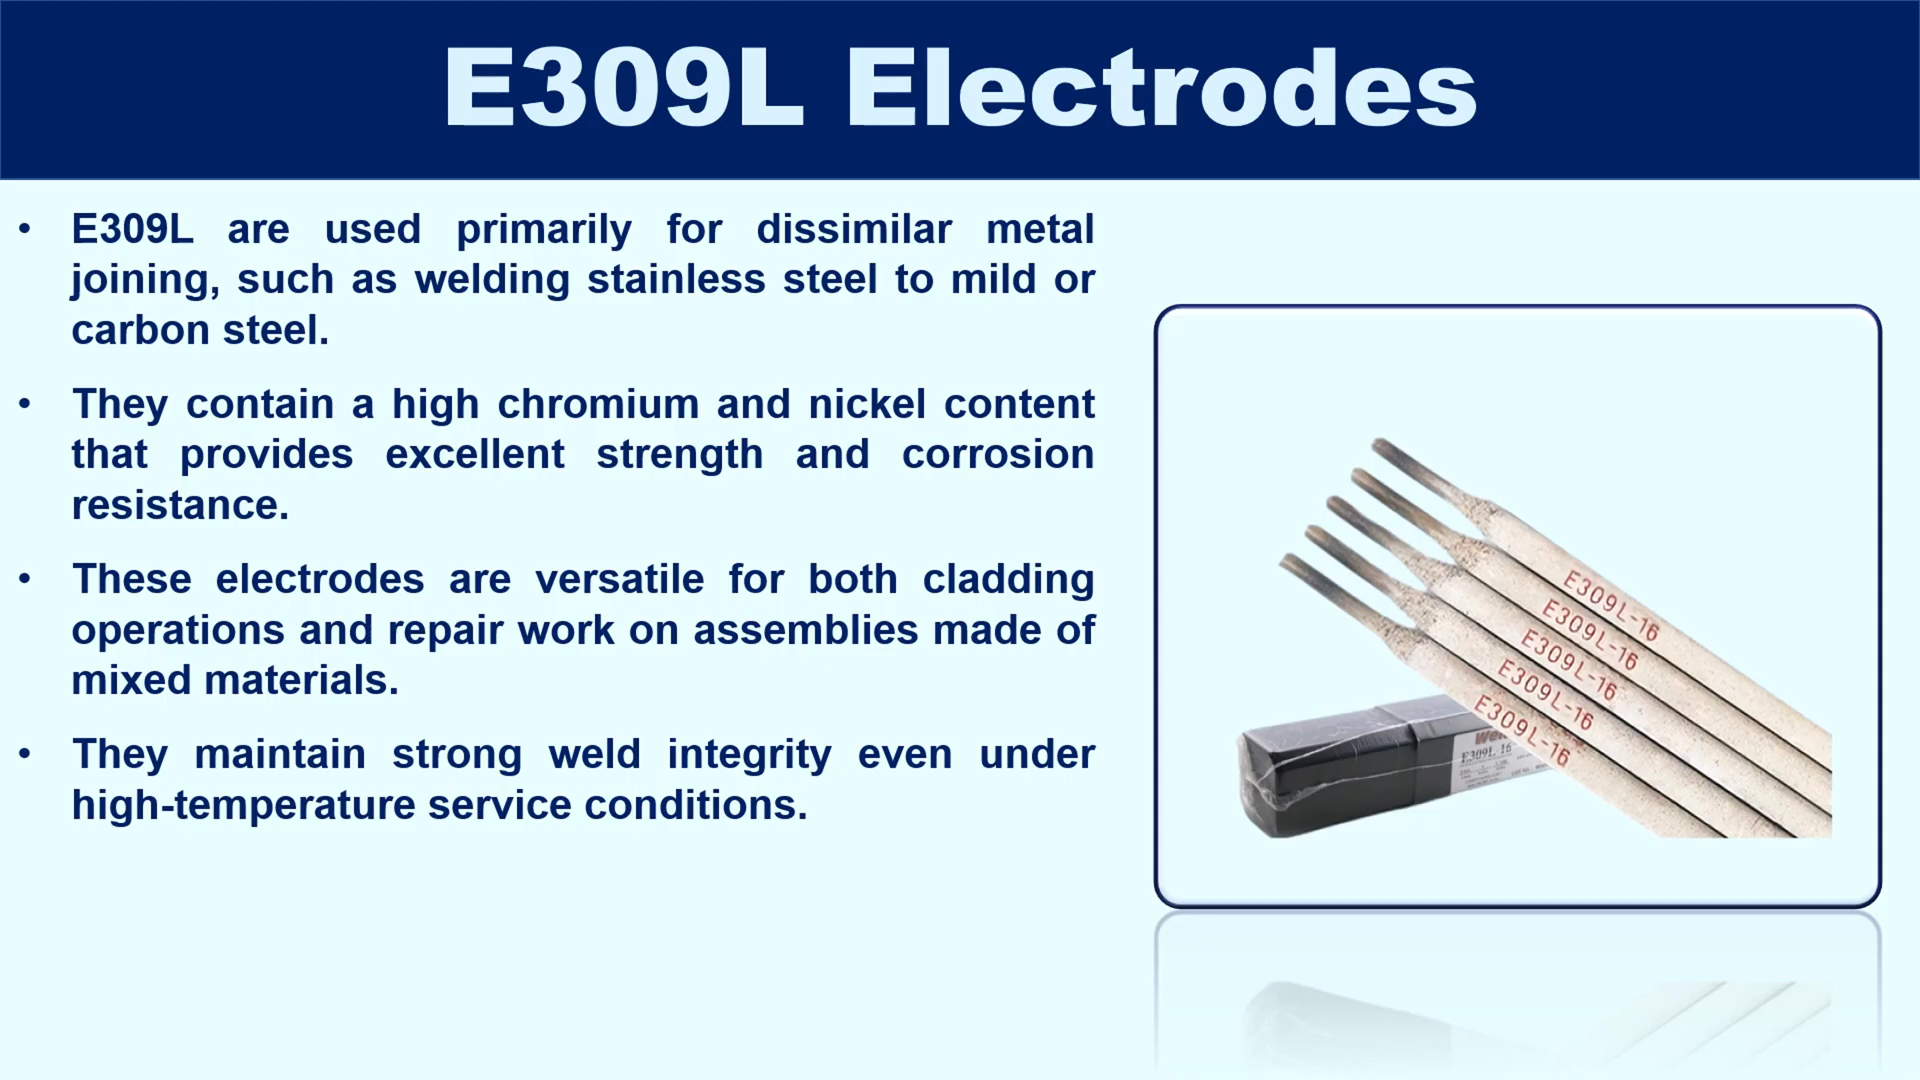 E309L Electrodes
• E309L are used primarily for dissimilar metal
joining, such as welding stainless steel to mild or
carbon steel.
• They contain a high chromium and nickel content
that provides excellent strength and corrosion
resistance.
• These electrodes are versatile for both cladding
operations and repair work on assemblies made of
mixed materials.
• They maintain strong weld integrity even under
high-temperature service conditions.
E309L-16
E309L-16
E309L-16
E309L-16
E309L-16
E309L 16